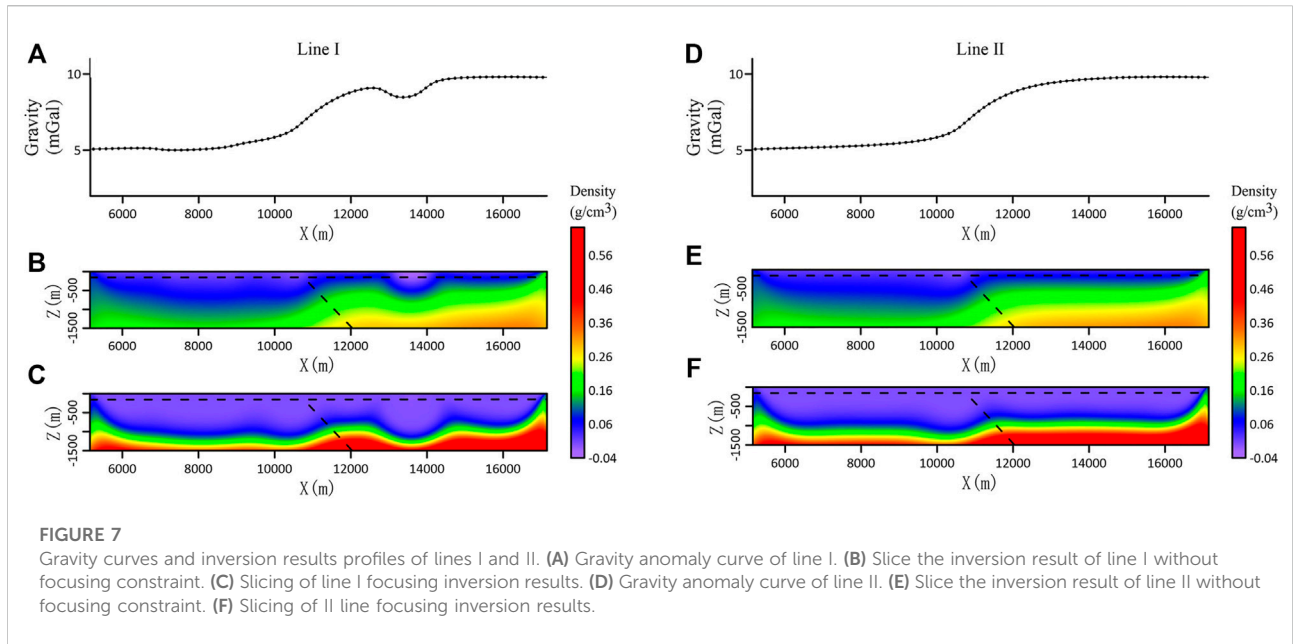 A
Line I
10
5
Gravity
(mGal)
6000 8000 10000 12000 14000 16000
X (m)
D
Line II
10
5
Gravity
(mGal)
6000 8000 10000 12000 14000 16000
X (m)
B
-500
-1500
Z (m)
6000 8000 10000 12000 14000 16000
X (m)
C
-500
-1500
Z (m)
6000 8000 10000 12000 14000 16000
X (m)
Density
(g/cm³)
0.56
0.46
0.36
0.26
0.16
0.06
-0.04
E
-500
-1500
Z (m)
6000 8000 10000 12000 14000 16000
X (m)
F
-500
-1500
Z (m)
6000 8000 10000 12000 14000 16000
X (m)
Density
(g/cm³)
0.56
0.46
0.36
0.26
0.16
0.06
-0.04
FIGURE 7
Gravity curves and inversion results profiles of lines I and II. (A) Gravity anomaly curve of line I. (B) Slice the inversion result of line I without
focusing constraint. (C) Slicing of line I focusing inversion results. (D) Gravity anomaly curve of line II. (E) Slice the inversion result of line II without
focusing constraint. (F) Slicing of II line focusing inversion results.